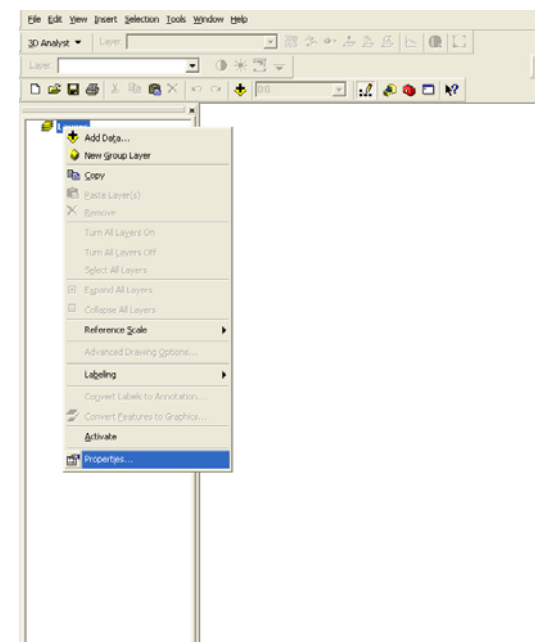 File Edit View Insert Selection Tools Window Help
3D Analyst Layer:
Layer:
Add Data...
New Group Layer
Copy
Paste Layer(s)
Remove
Turn All Layers On
Turn All Layers Off
Select All Layers
Expand All Layers
Collapse All Layers
Reference Scale
Advanced Drawing Options...
Labeling
Convert Labels to Annotation...
Convert Features to Graphics...
Activate
Properties...